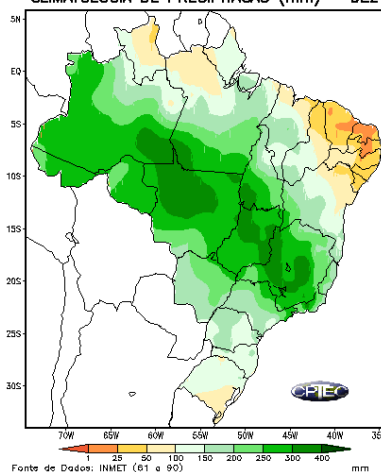 CLIMATOLOGIA DE PRECIPITAÇÃO (mm) DEZ
5N
EQ
5S
10S
15S
20S
25S
30S
CPTEC
70W 65W 60W 55W 50W 45W 40W 35
1 25 50 100 150 200 250 300 400
Fonte de Dados: INMET (61 a 90) mm